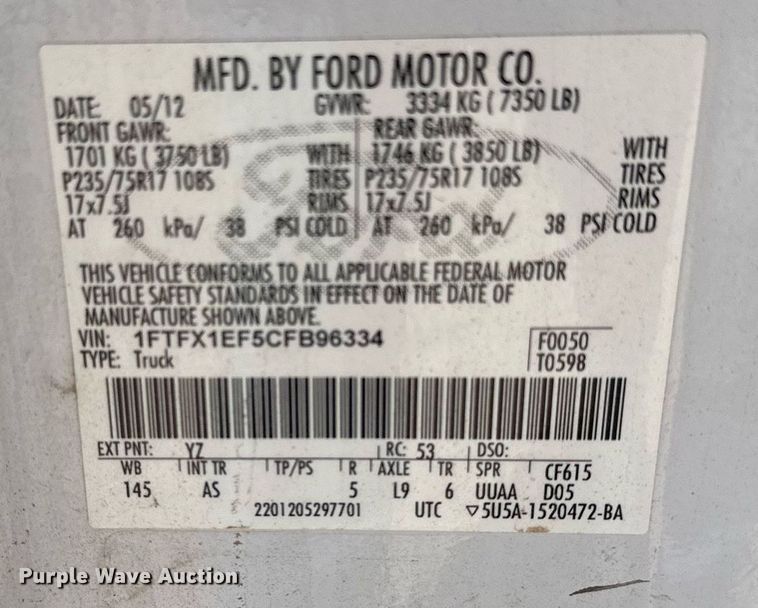 MFD. BY FORD MOTOR CO.
DATE: 05/12 GVWR: 3334 KG ( 7350 LB)
FRONT GAWR: REAR GAWR:
1701 KG ( 3750 LB) WITH 1746 KG ( 3850 LB) WITH
P235/75R17 108S TIRES P235/75R17 108S TIRES
17x7.5J RIMS 17x7.5J RIMS
AT 260 kPa/ 38 PSI COLD AT 260 kPa/ 38 PSI COLD
THIS VEHICLE CONFORMS TO ALL APPLICABLE FEDERAL MOTOR
VEHICLE SAFETY STANDARDS IN EFFECT ON THE DATE OF
MANUFACTURE SHOWN ABOVE.
VIN: 1FTFX1EF5CFB96334 F0050
TYPE: Truck T0598
EXT PNT: YZ RC: 53 DSO:
WB INT TR TP/PS R AXLE TR SPR CF615
145 AS 5 L9 6 UUAA D05
2201205297701 UTC ▽5U5A-1520472-BA
Purple Wave Auction